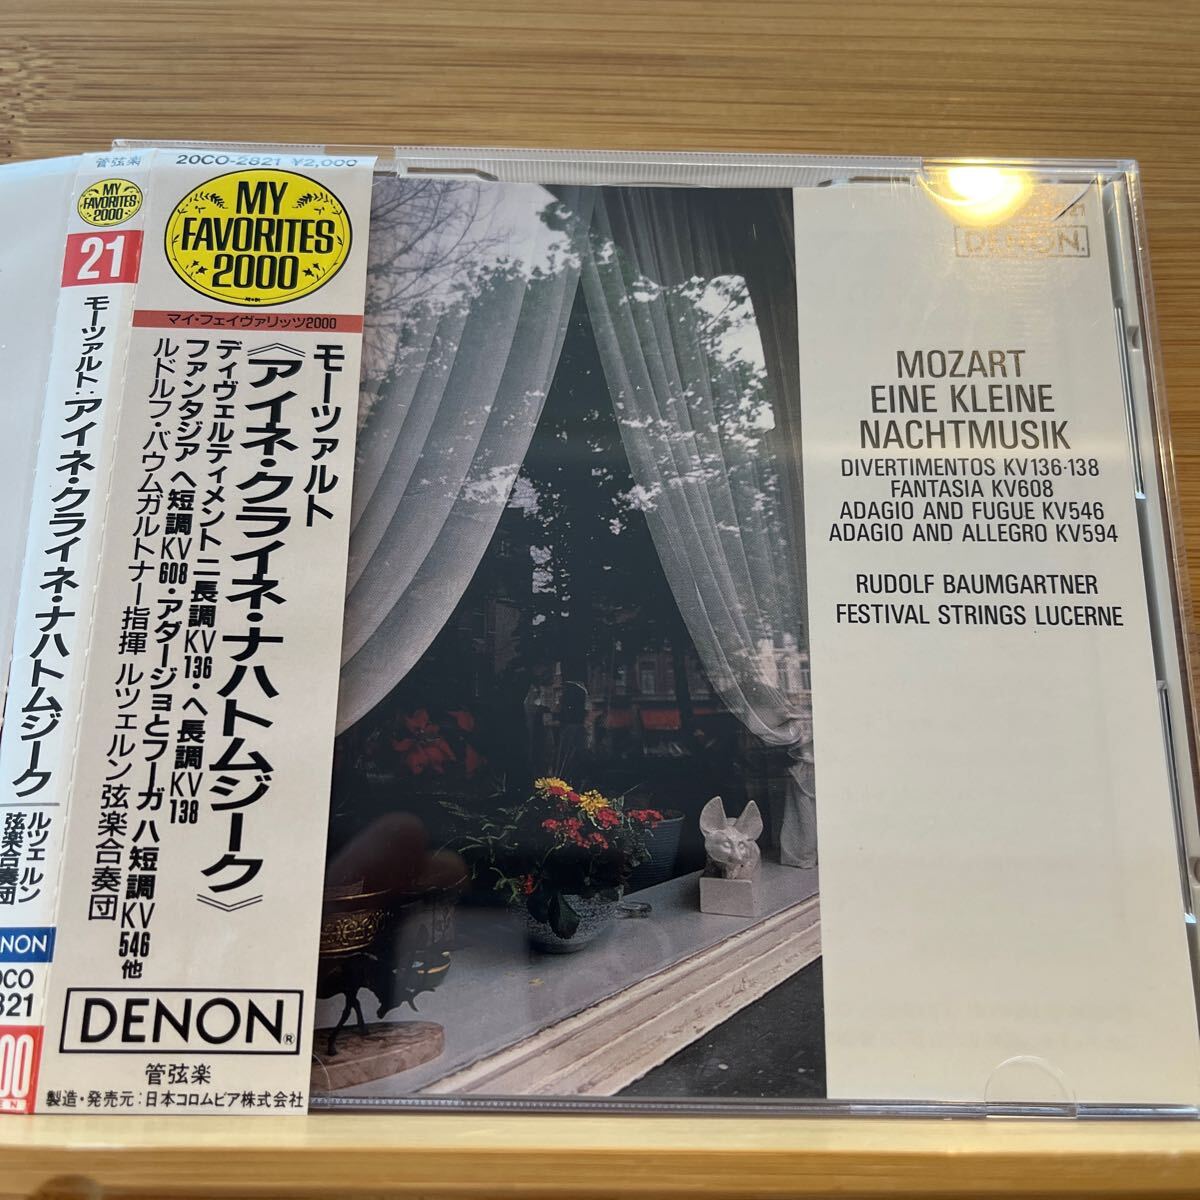 管弦楽
MY
FAVORITES
2000
21
モーツァルト:アイネ・クライネ・ナハトムジーク
ルツェルン
弦楽合奏団
20CO-2821 ¥2,000
MY
FAVORITES
2000
マイ・フェイヴァリッツ2000
モーツァルト
《アイネ・クライネ・ナハトムジーク》
ディヴェルティメント ニ長調KV136・ヘ長調KV138
ファンタジア ヘ短調KV608・アダージョとフーガ ハ短調KV546他
ルドルフ・バウムガルトナー指揮 ルツェルン弦楽合奏団
DENON®
管弦楽
製造・発売元:日本コロムビア株式会社
DENON.
MOZART
EINE KLEINE
NACHTMUSIK
DIVERTIMENTOS KV136·138
FANTASIA KV608
ADAGIO AND FUGUE KV546
ADAGIO AND ALLEGRO KV594
RUDOLF BAUMGARTNER
FESTIVAL STRINGS LUCERNE